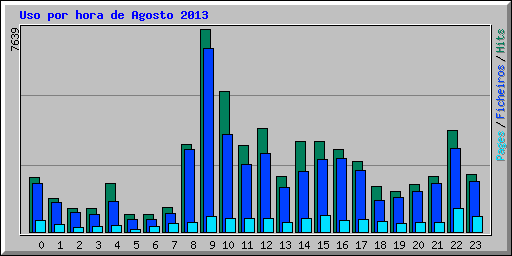 Uso por hora de Agosto 2013
7639
Pages / Ficheiros / Hits
0 1 2 3 4 5 6 7 8 9 10 11 12 13 14 15 16 17 18 19 20 21 22 23